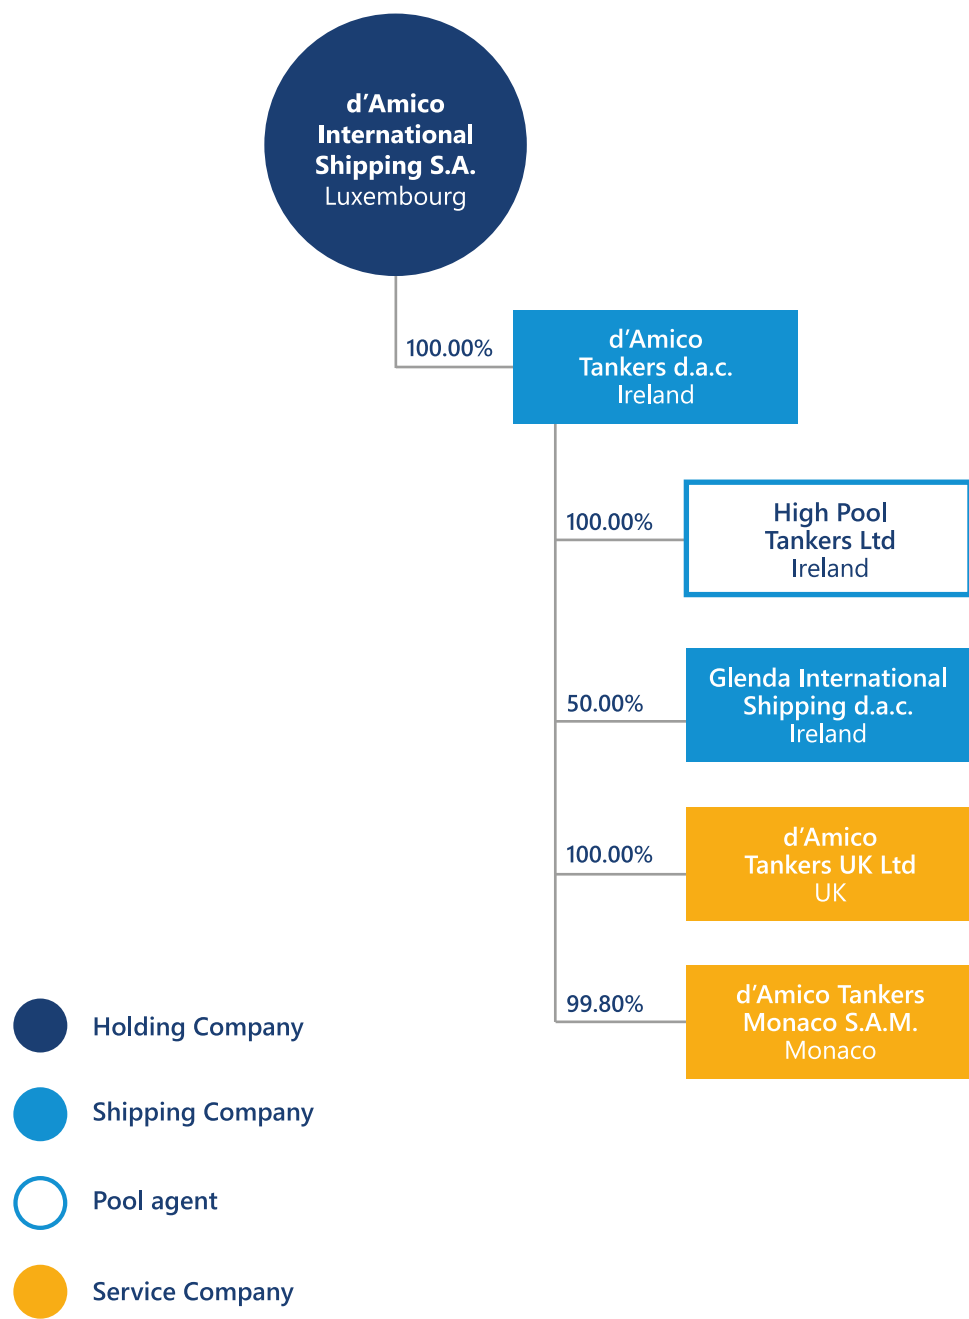 d’Amico
International
Shipping S.A.
Luxembourg
100.00%
d’Amico
Tankers d.a.c.
Ireland
100.00%
High Pool
Tankers Ltd
Ireland
50.00%
Glenda International
Shipping d.a.c.
Ireland
100.00%
d’Amico
Tankers UK Ltd
UK
99.80%
d’Amico Tankers
Monaco S.A.M.
Monaco
Holding Company
Shipping Company
Pool agent
Service Company